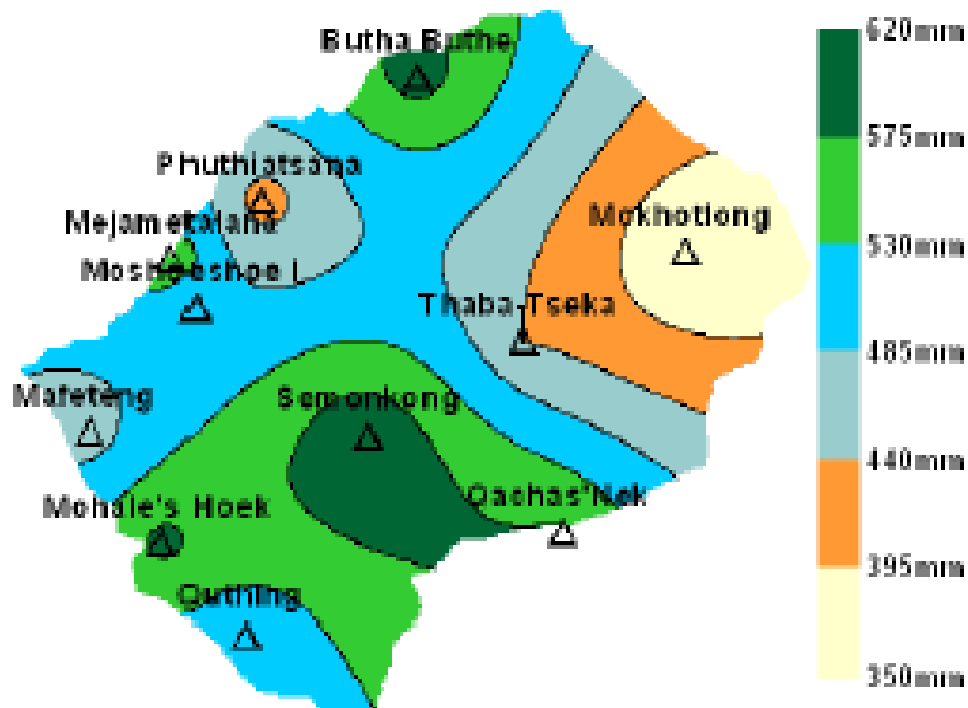 Butha Buthe
Phuthiatsana
Mejametalana
Moshoeshoe I
Mokhotlong
Thaba-Tseka
Mafeteng
Semonkong
Mohale's Hoek
Qachas'Nek
Quthing
620mm
575mm
530mm
485mm
440mm
395mm
350mm